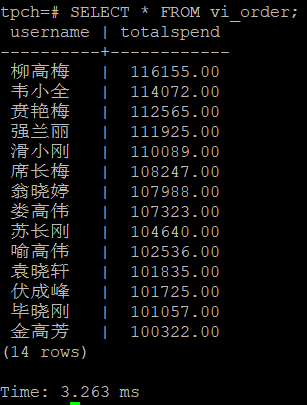 tpch=# SELECT * FROM vi_order;
username | totalspend
----------+------------
柳高梅 | 116155.00
韦小全 | 114072.00
贲艳梅 | 112565.00
强兰丽 | 111925.00
滑小刚 | 110089.00
席长梅 | 108247.00
翁晓婷 | 107988.00
娄高伟 | 107323.00
苏长刚 | 104640.00
喻高伟 | 102536.00
袁晓轩 | 101835.00
伏成峰 | 101725.00
毕晓刚 | 101057.00
金高芳 | 100322.00
(14 rows)
Time: 3.263 ms